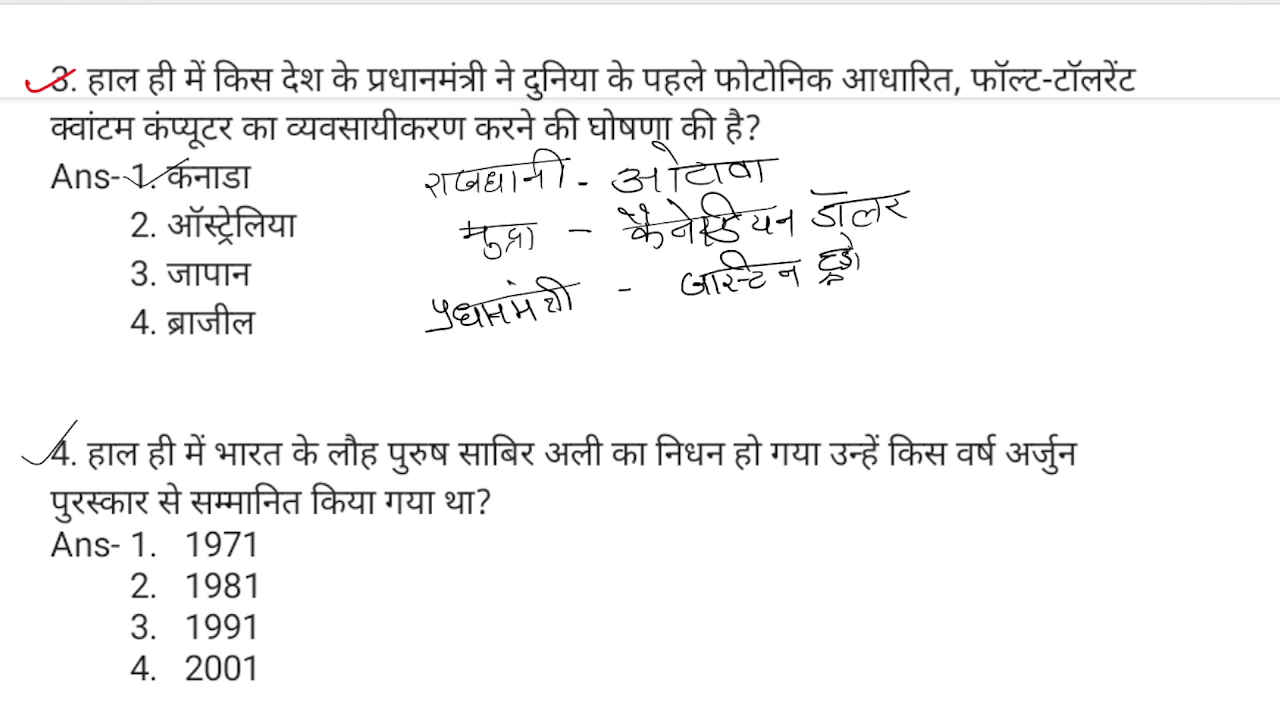 3. हाल ही में किस देश के प्रधानमंत्री ने दुनिया के पहले फोटोनिक आधारित, फॉल्ट-टॉलरेंट
क्वांटम कंप्यूटर का व्यवसायीकरण करने की घोषणा की है?
Ans- 1. कनाडा राजधानी - ओटावा
2. ऑस्ट्रेलिया मुद्रा - कैनेडियन डॉलर
3. जापान प्रधानमंत्री - जास्टिन ट्रूडो
4. ब्राजील
4. हाल ही में भारत के लौह पुरुष साबिर अली का निधन हो गया उन्हें किस वर्ष अर्जुन
पुरस्कार से सम्मानित किया गया था?
Ans- 1. 1971
2. 1981
3. 1991
4. 2001